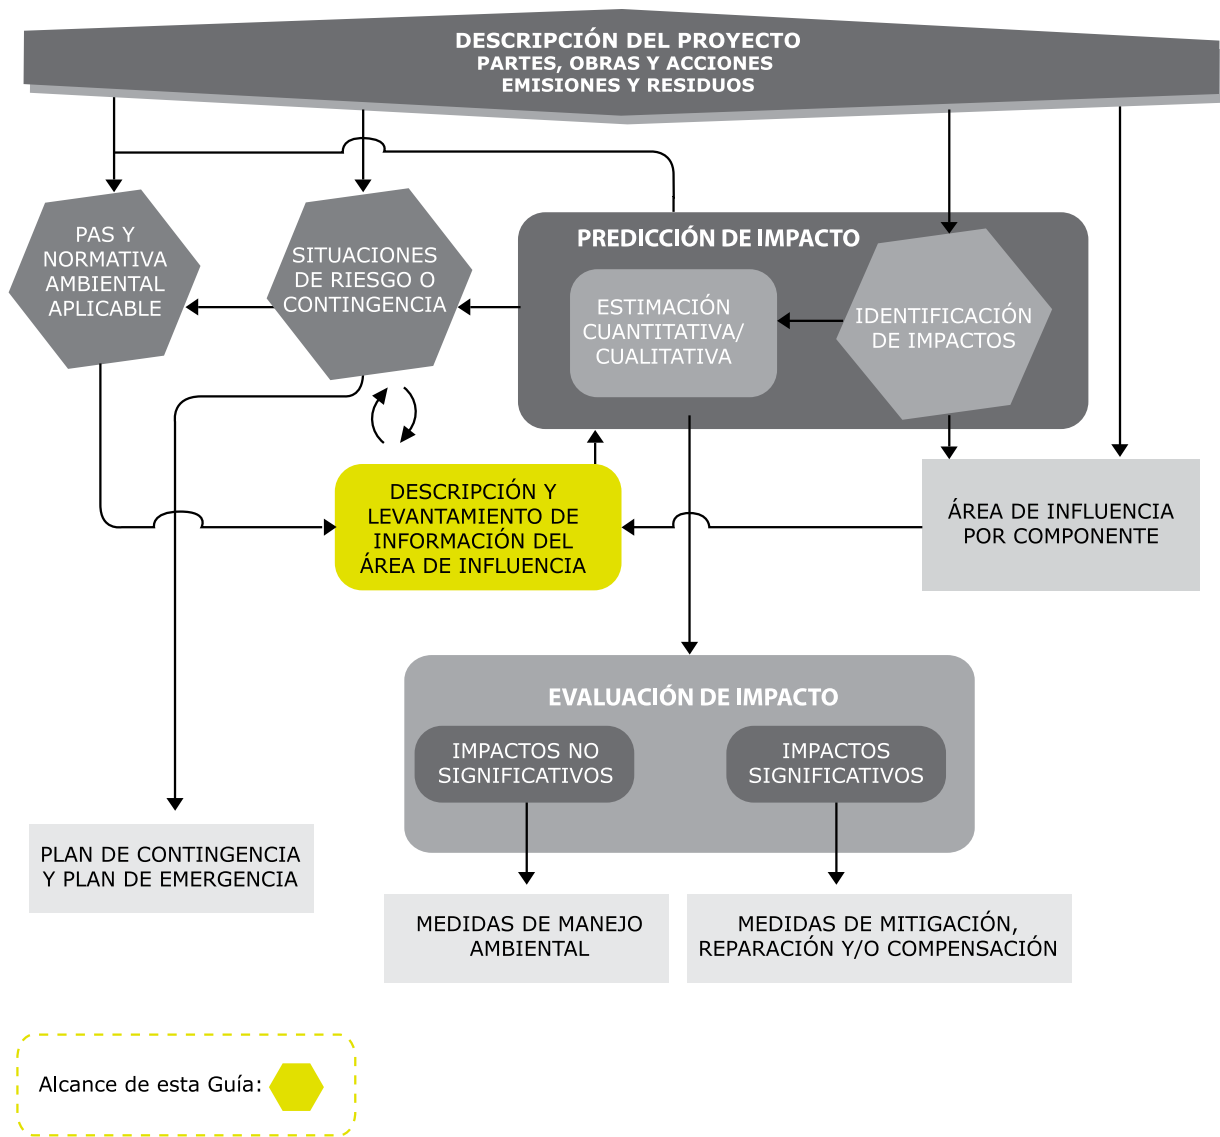 DESCRIPCIÓN DEL PROYECTO
PARTES, OBRAS Y ACCIONES
EMISIONES Y RESIDUOS
PAS Y
NORMATIVA
AMBIENTAL
APLICABLE
SITUACIONES
DE RIESGO O
CONTINGENCIA
PREDICCIÓN DE IMPACTO
ESTIMACIÓN
CUANTITATIVA/
CUALITATIVA
IDENTIFICACIÓN
DE IMPACTOS
DESCRIPCIÓN Y
LEVANTAMIENTO DE
INFORMACIÓN DEL
ÁREA DE INFLUENCIA
ÁREA DE INFLUENCIA
POR COMPONENTE
EVALUACIÓN DE IMPACTO
IMPACTOS NO
SIGNIFICATIVOS
IMPACTOS
SIGNIFICATIVOS
PLAN DE CONTINGENCIA
Y PLAN DE EMERGENCIA
MEDIDAS DE MANEJO
AMBIENTAL
MEDIDAS DE MITIGACIÓN,
REPARACIÓN Y/O COMPENSACIÓN
Alcance de esta Guía: